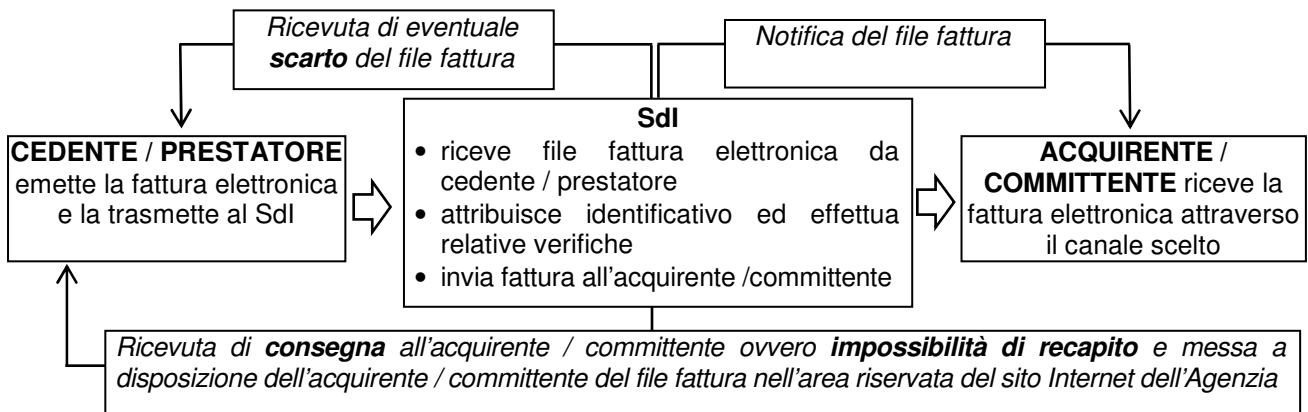 Ricevuta di eventuale
scarto del file fattura
Notifica del file fattura
CEDENTE / PRESTATORE
emette la fattura elettronica
e la trasmette al SdI
SdI
• riceve file fattura elettronica da
cedente / prestatore
• attribuisce identificativo ed effettua
relative verifiche
• invia fattura all'acquirente /committente
ACQUIRENTE /
COMMITTENTE riceve la
fattura elettronica attraverso
il canale scelto
Ricevuta di consegna all'acquirente / committente ovvero impossibilità di recapito e messa a
disposizione dell'acquirente / committente del file fattura nell'area riservata del sito Internet dell'Agenzia